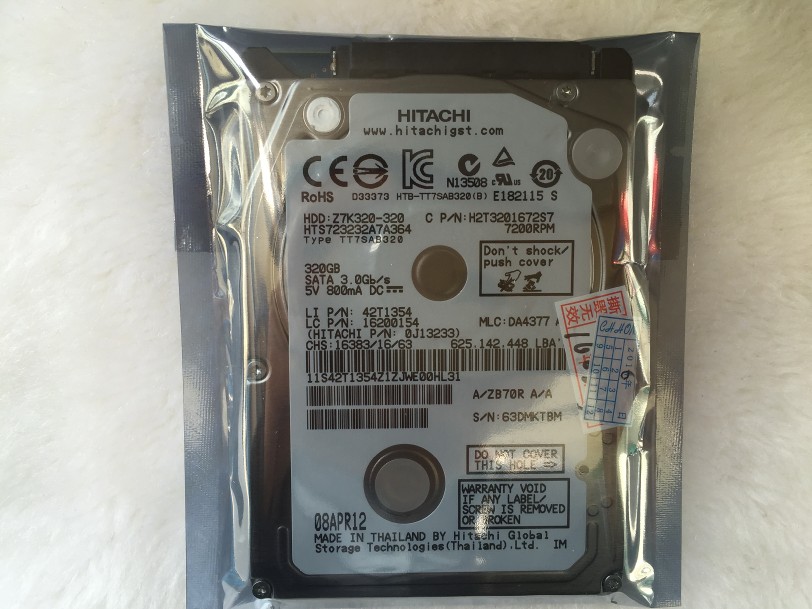 HITACHI
www.hitachigst.com
RoHS D33373 HTB-TT7SAB320(B) N13508 E182115 S
20
HDD:Z7K320-320 C P/N:H2T3201672S7
HTS723232A7A364 7200RPM
Type TT7SAB320
Don't shock/
push cover
320GB
SATA 3.0Gb/s
5V 800mA DC
LI P/N: 42T1354
LC P/N: 16200154 MLC:DA4377
(HITACHI P/N: 0J13233)
CHS:16383/16/63 625.142.448 LBA
撕毁无效
11S42T1354Z1ZJWE00HL31
A/ZB70R A/A
S/N:63DMKTBM
DO NOT COVER
THIS HOLE =>
WARRANTY VOID
IF ANY LABEL/
SCREW IS REMOVED
OR BROKEN
08APR12
MADE IN THAILAND BY Hitachi Global
Storage Technologies(Thailand).Ltd. IM